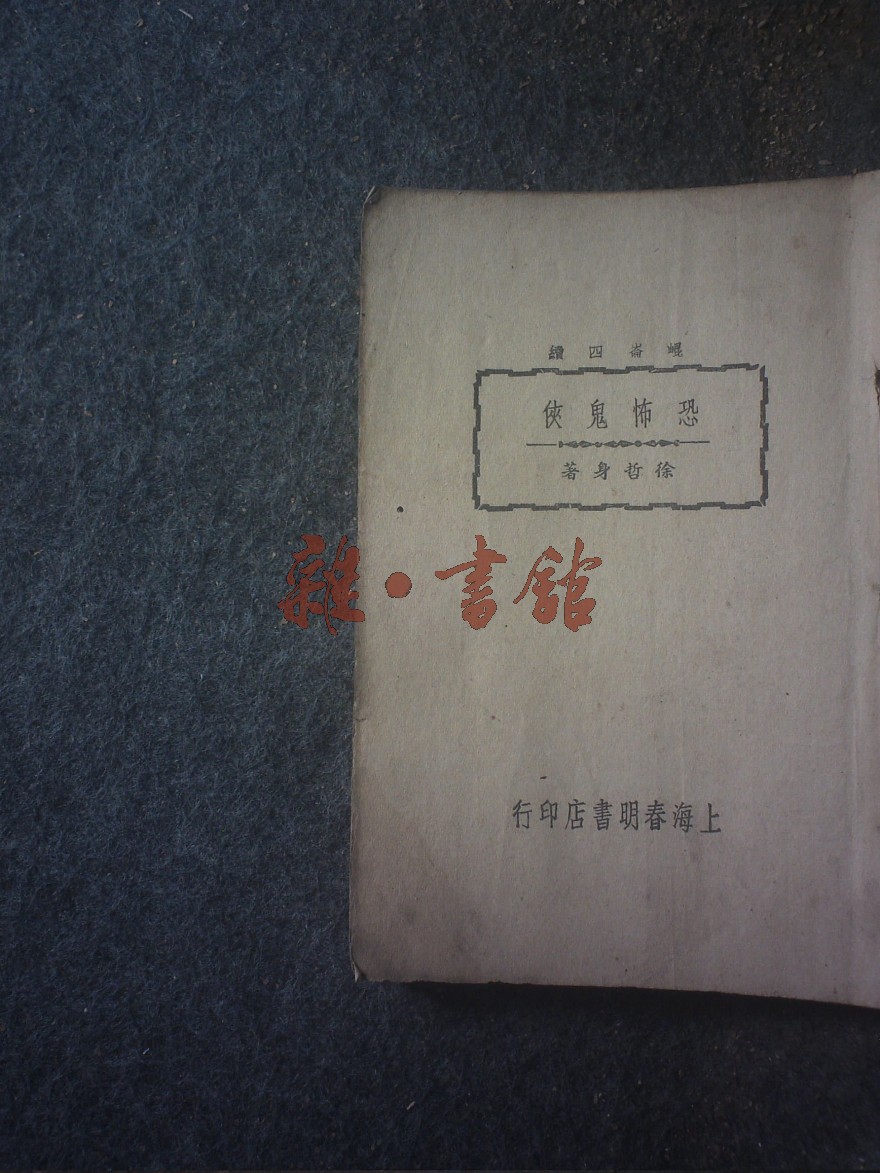 崐崙四續
恐怖鬼俠
徐哲身著
雜·書館
上海春明書店印行